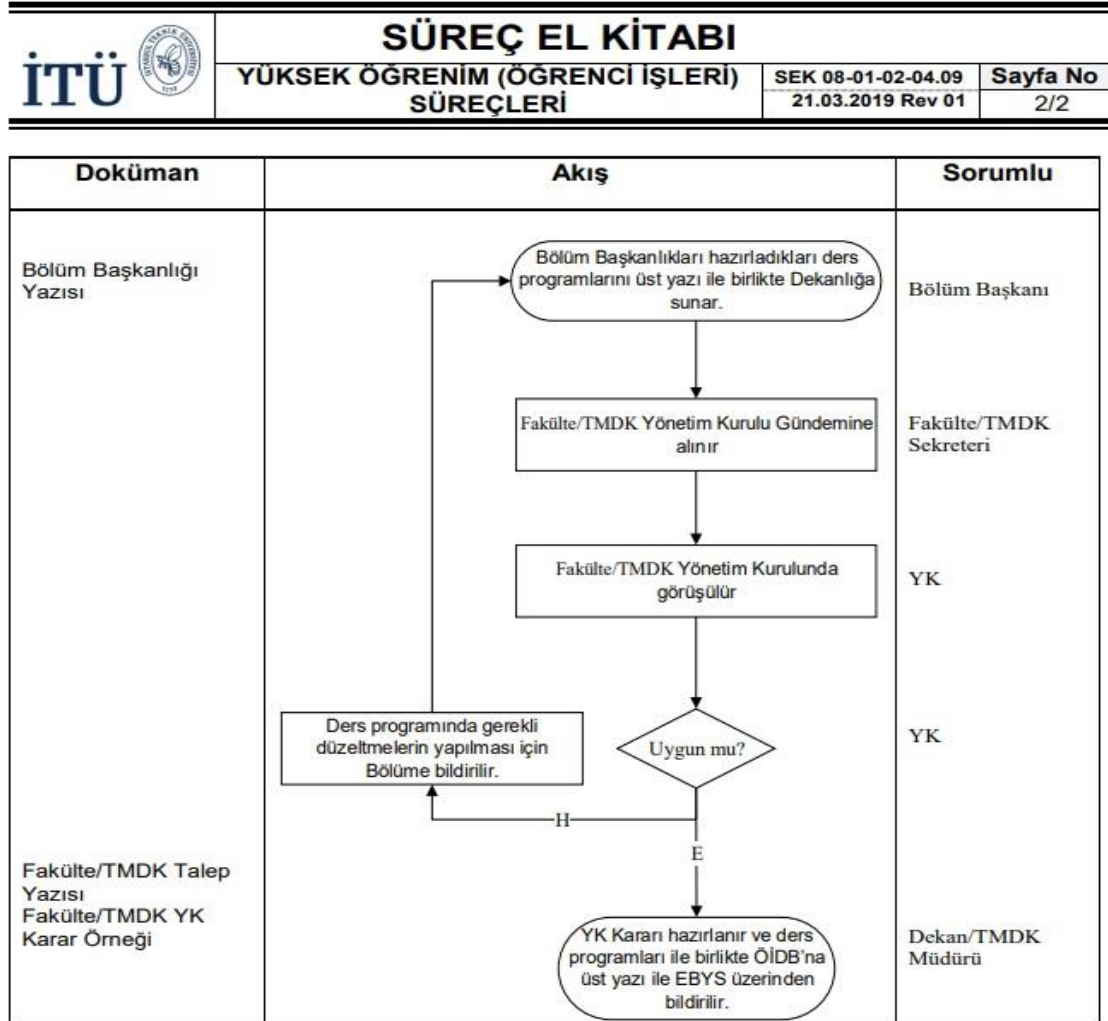 İTÜ
SÜREÇ EL KİTABI
YÜKSEK ÖĞRENİM (ÖĞRENCİ İŞLERİ)
SÜREÇLERİ
SEK 08-01-02-04.09
21.03.2019 Rev 01
Sayfa No
2/2
Doküman
Akış
Sorumlu
Bölüm Başkanlığı
Yazısı
Bölüm Başkanlıkları hazırladıkları ders
programlarını üst yazı ile birlikte Dekanlığa
sunar.
Bölüm Başkanı
Fakülte/TMDK Yönetim Kurulu Gündemine
alınır
Fakülte/TMDK
Sekreteri
Fakülte/TMDK Yönetim Kurulunda
görüşülür
YK
Ders programında gerekli
düzeltmelerin yapılması için
Bölüme bildirilir.
Uygun mu?
YK
H
E
Fakülte/TMDK Talep
Yazısı
Fakülte/TMDK YK
Karar Örneği
YK Kararı hazırlanır ve ders
programları ile birlikte ÖİDB'na
üst yazı ile EBYS üzerinden
bildirilir.
Dekan/TMDK
Müdürü